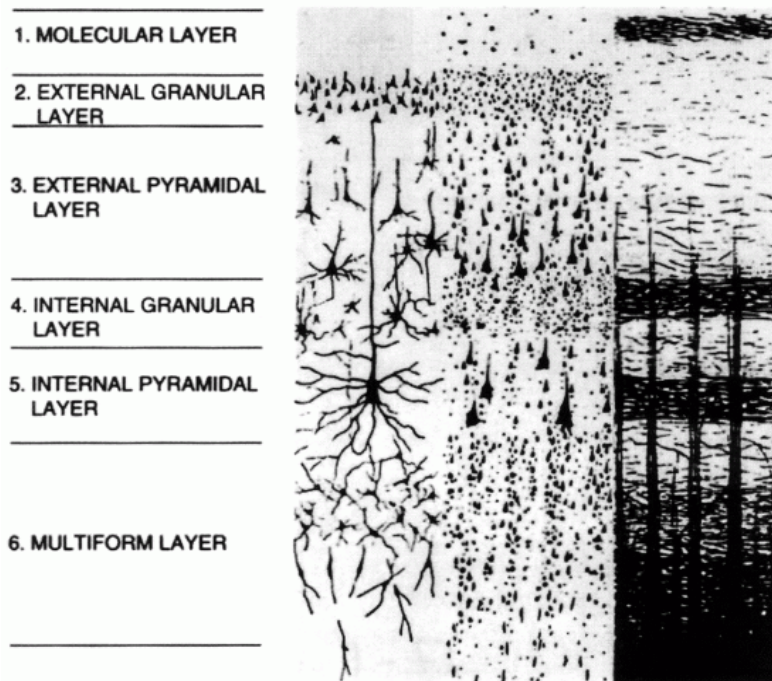 1. MOLECULAR LAYER
2. EXTERNAL GRANULAR
LAYER
3. EXTERNAL PYRAMIDAL
LAYER
4. INTERNAL GRANULAR
LAYER
5. INTERNAL PYRAMIDAL
LAYER
6. MULTIFORM LAYER